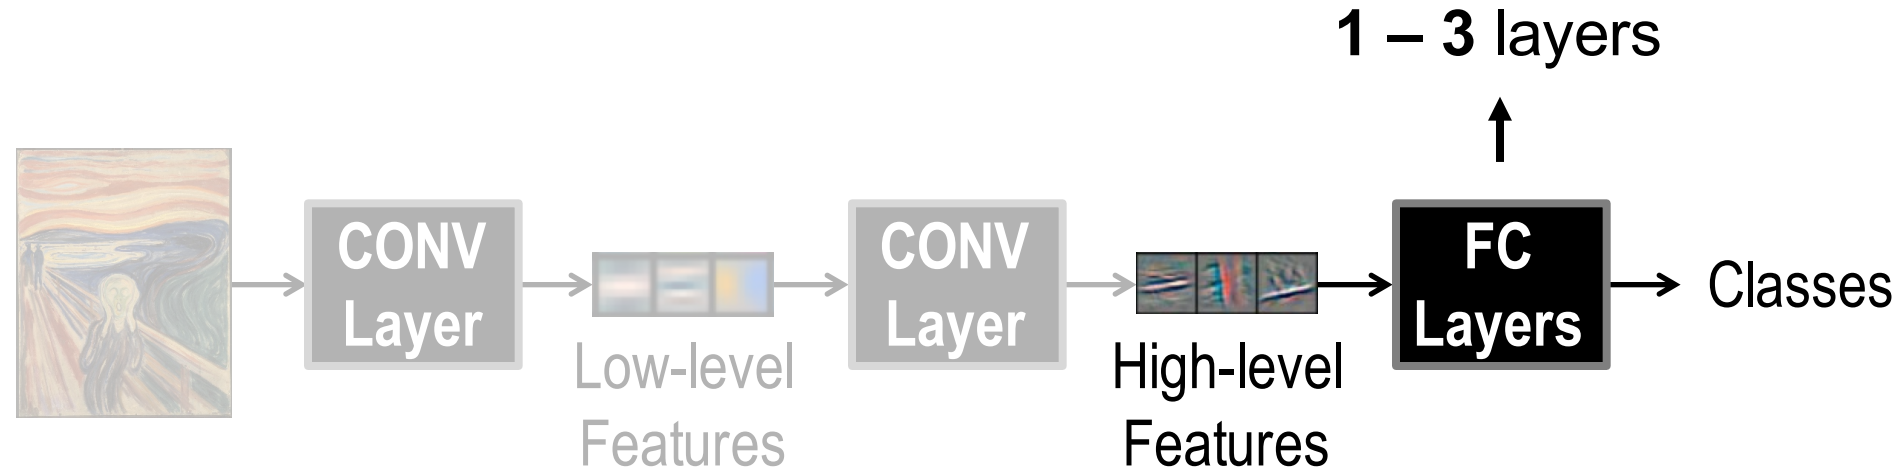 1 – 3 layers
CONV
Layer
Low-level
Features
CONV
Layer
High-level
Features
FC
Layers
Classes